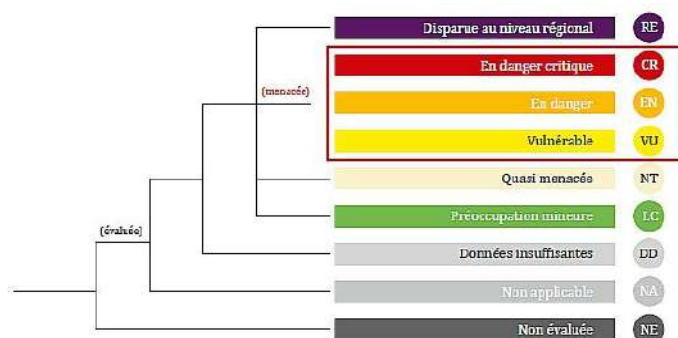 Disparue au niveau régional RE
En danger critique CR
(menacée)
En danger EN
Vulnérable VU
Quasi menacée NT
Préoccupation mineure LC
(évaluée)
Données insuffisantes DD
Non applicable NA
Non évaluée NE